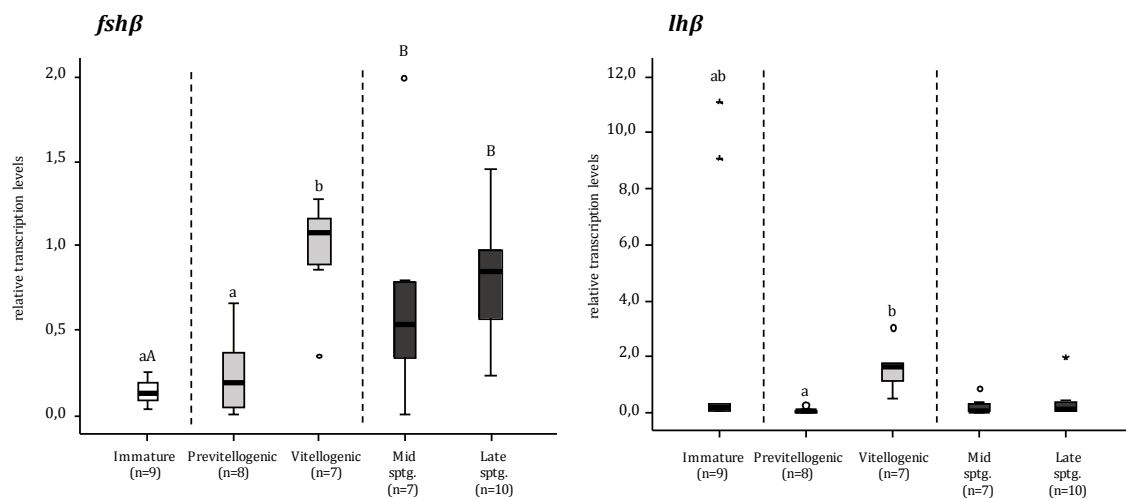 fshβ
B
2,0
1,5
1,0
0,5
0,0
relative transcription levels
aA
a
b
B
Immature
(n=9)
Previtellogenic
(n=8)
Vitellogenic
(n=7)
Mid
sptg.
(n=7)
Late
sptg.
(n=10)
lhβ
12,0
10,0
8,0
6,0
4,0
2,0
0,0
relative transcription levels
ab
a
b
Immature
(n=9)
Previtellogenic
(n=8)
Vitellogenic
(n=7)
Mid
sptg.
(n=7)
Late
sptg.
(n=10)